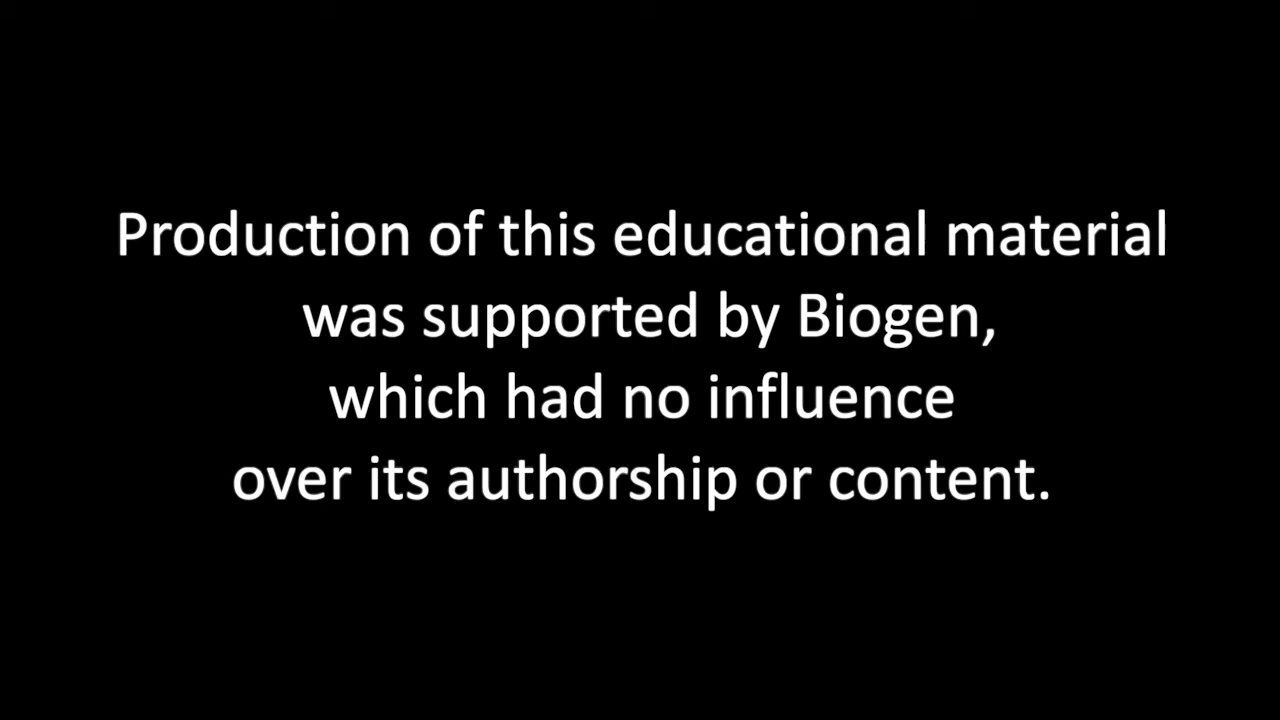 Production of this educational material
was supported by Biogen,
which had no influence
over its authorship or content.